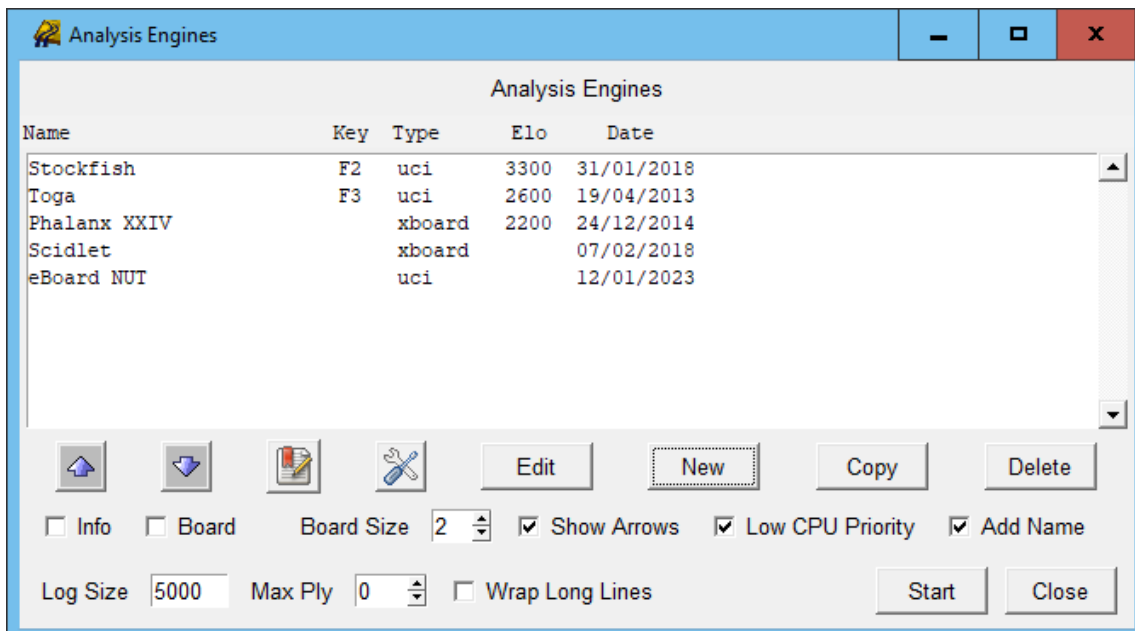 Analysis Engines
Analysis Engines
Name Key Type Elo Date
Stockfish F2 uci 3300 31/01/2018
Toga F3 uci 2600 19/04/2013
Phalanx XXIV xboard 2200 24/12/2014
Scidlet xboard 07/02/2018
eBoard NUT uci 12/01/2023
Edit New Copy Delete
Info Board Board Size 2 Show Arrows Low CPU Priority Add Name
Log Size 5000 Max Ply 0 Wrap Long Lines Start Close